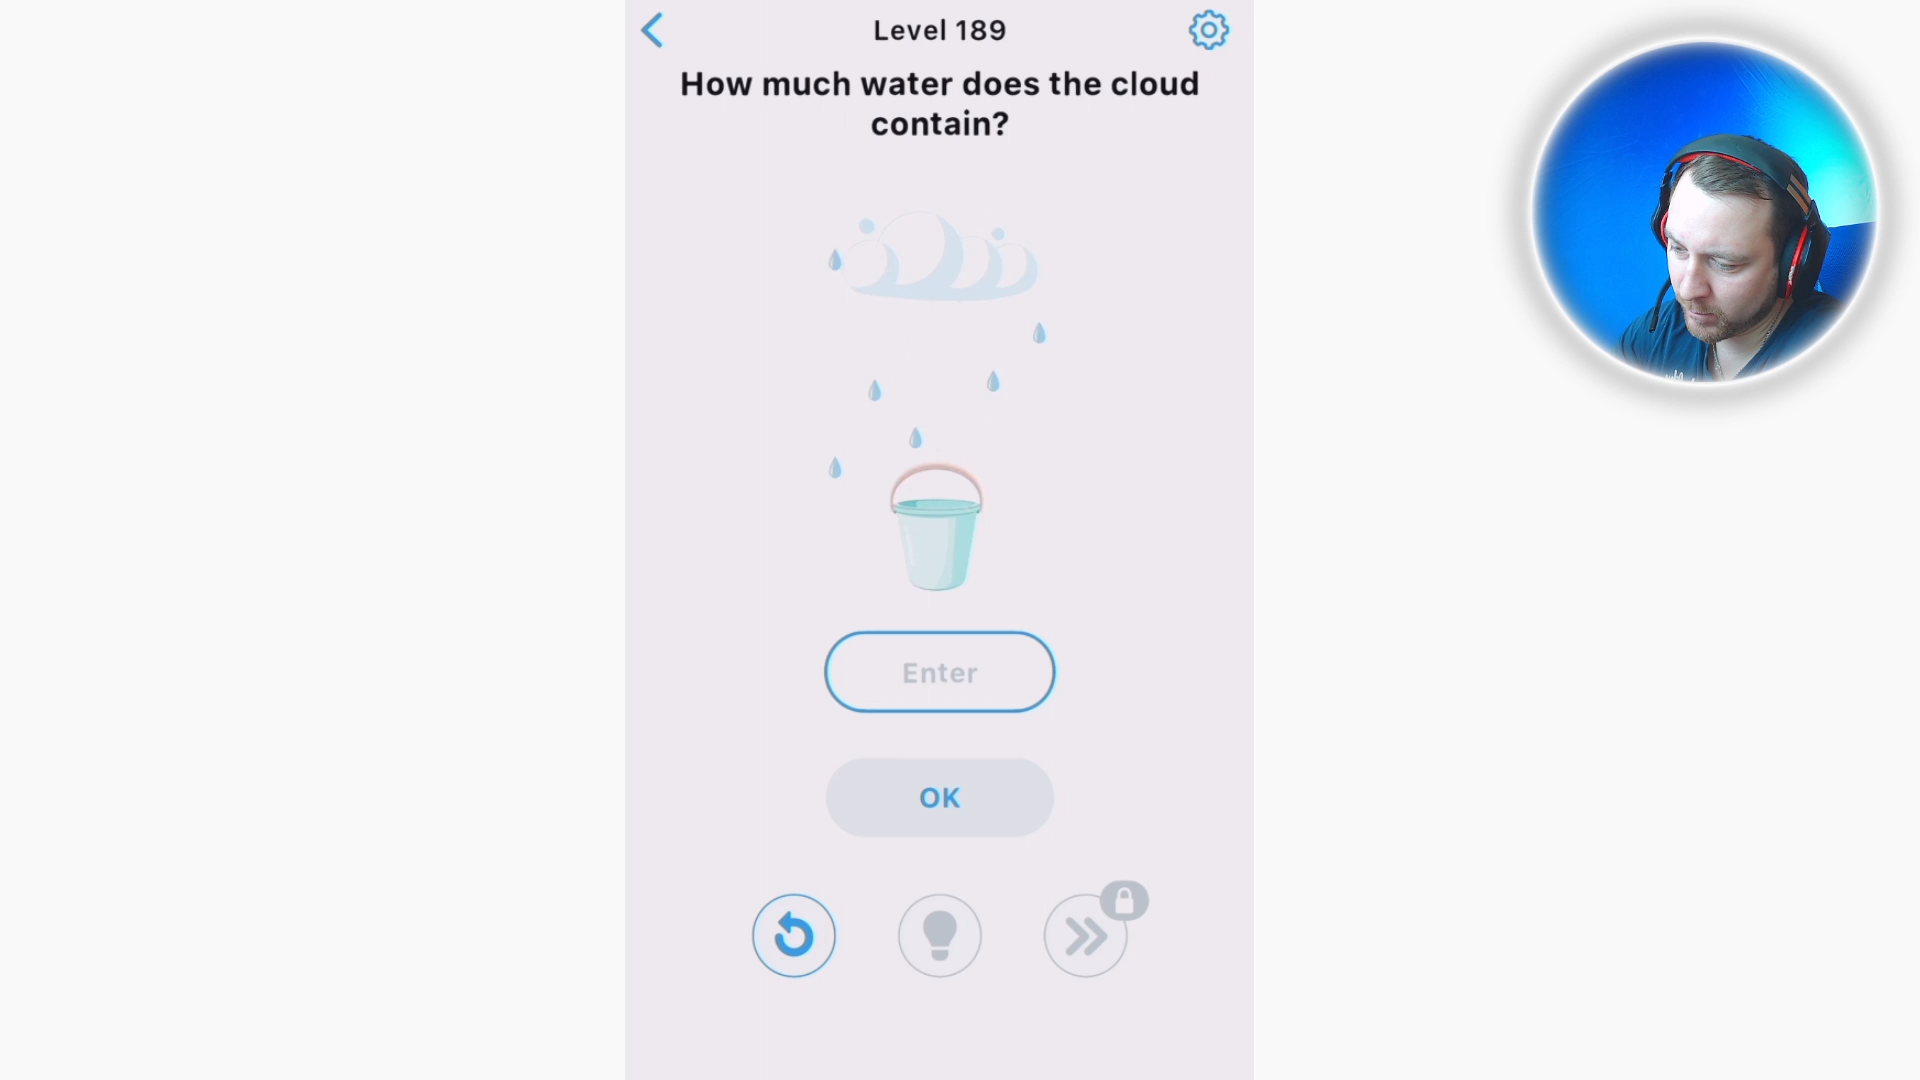 Level 189
How much water does the cloud
contain?
Enter
OK